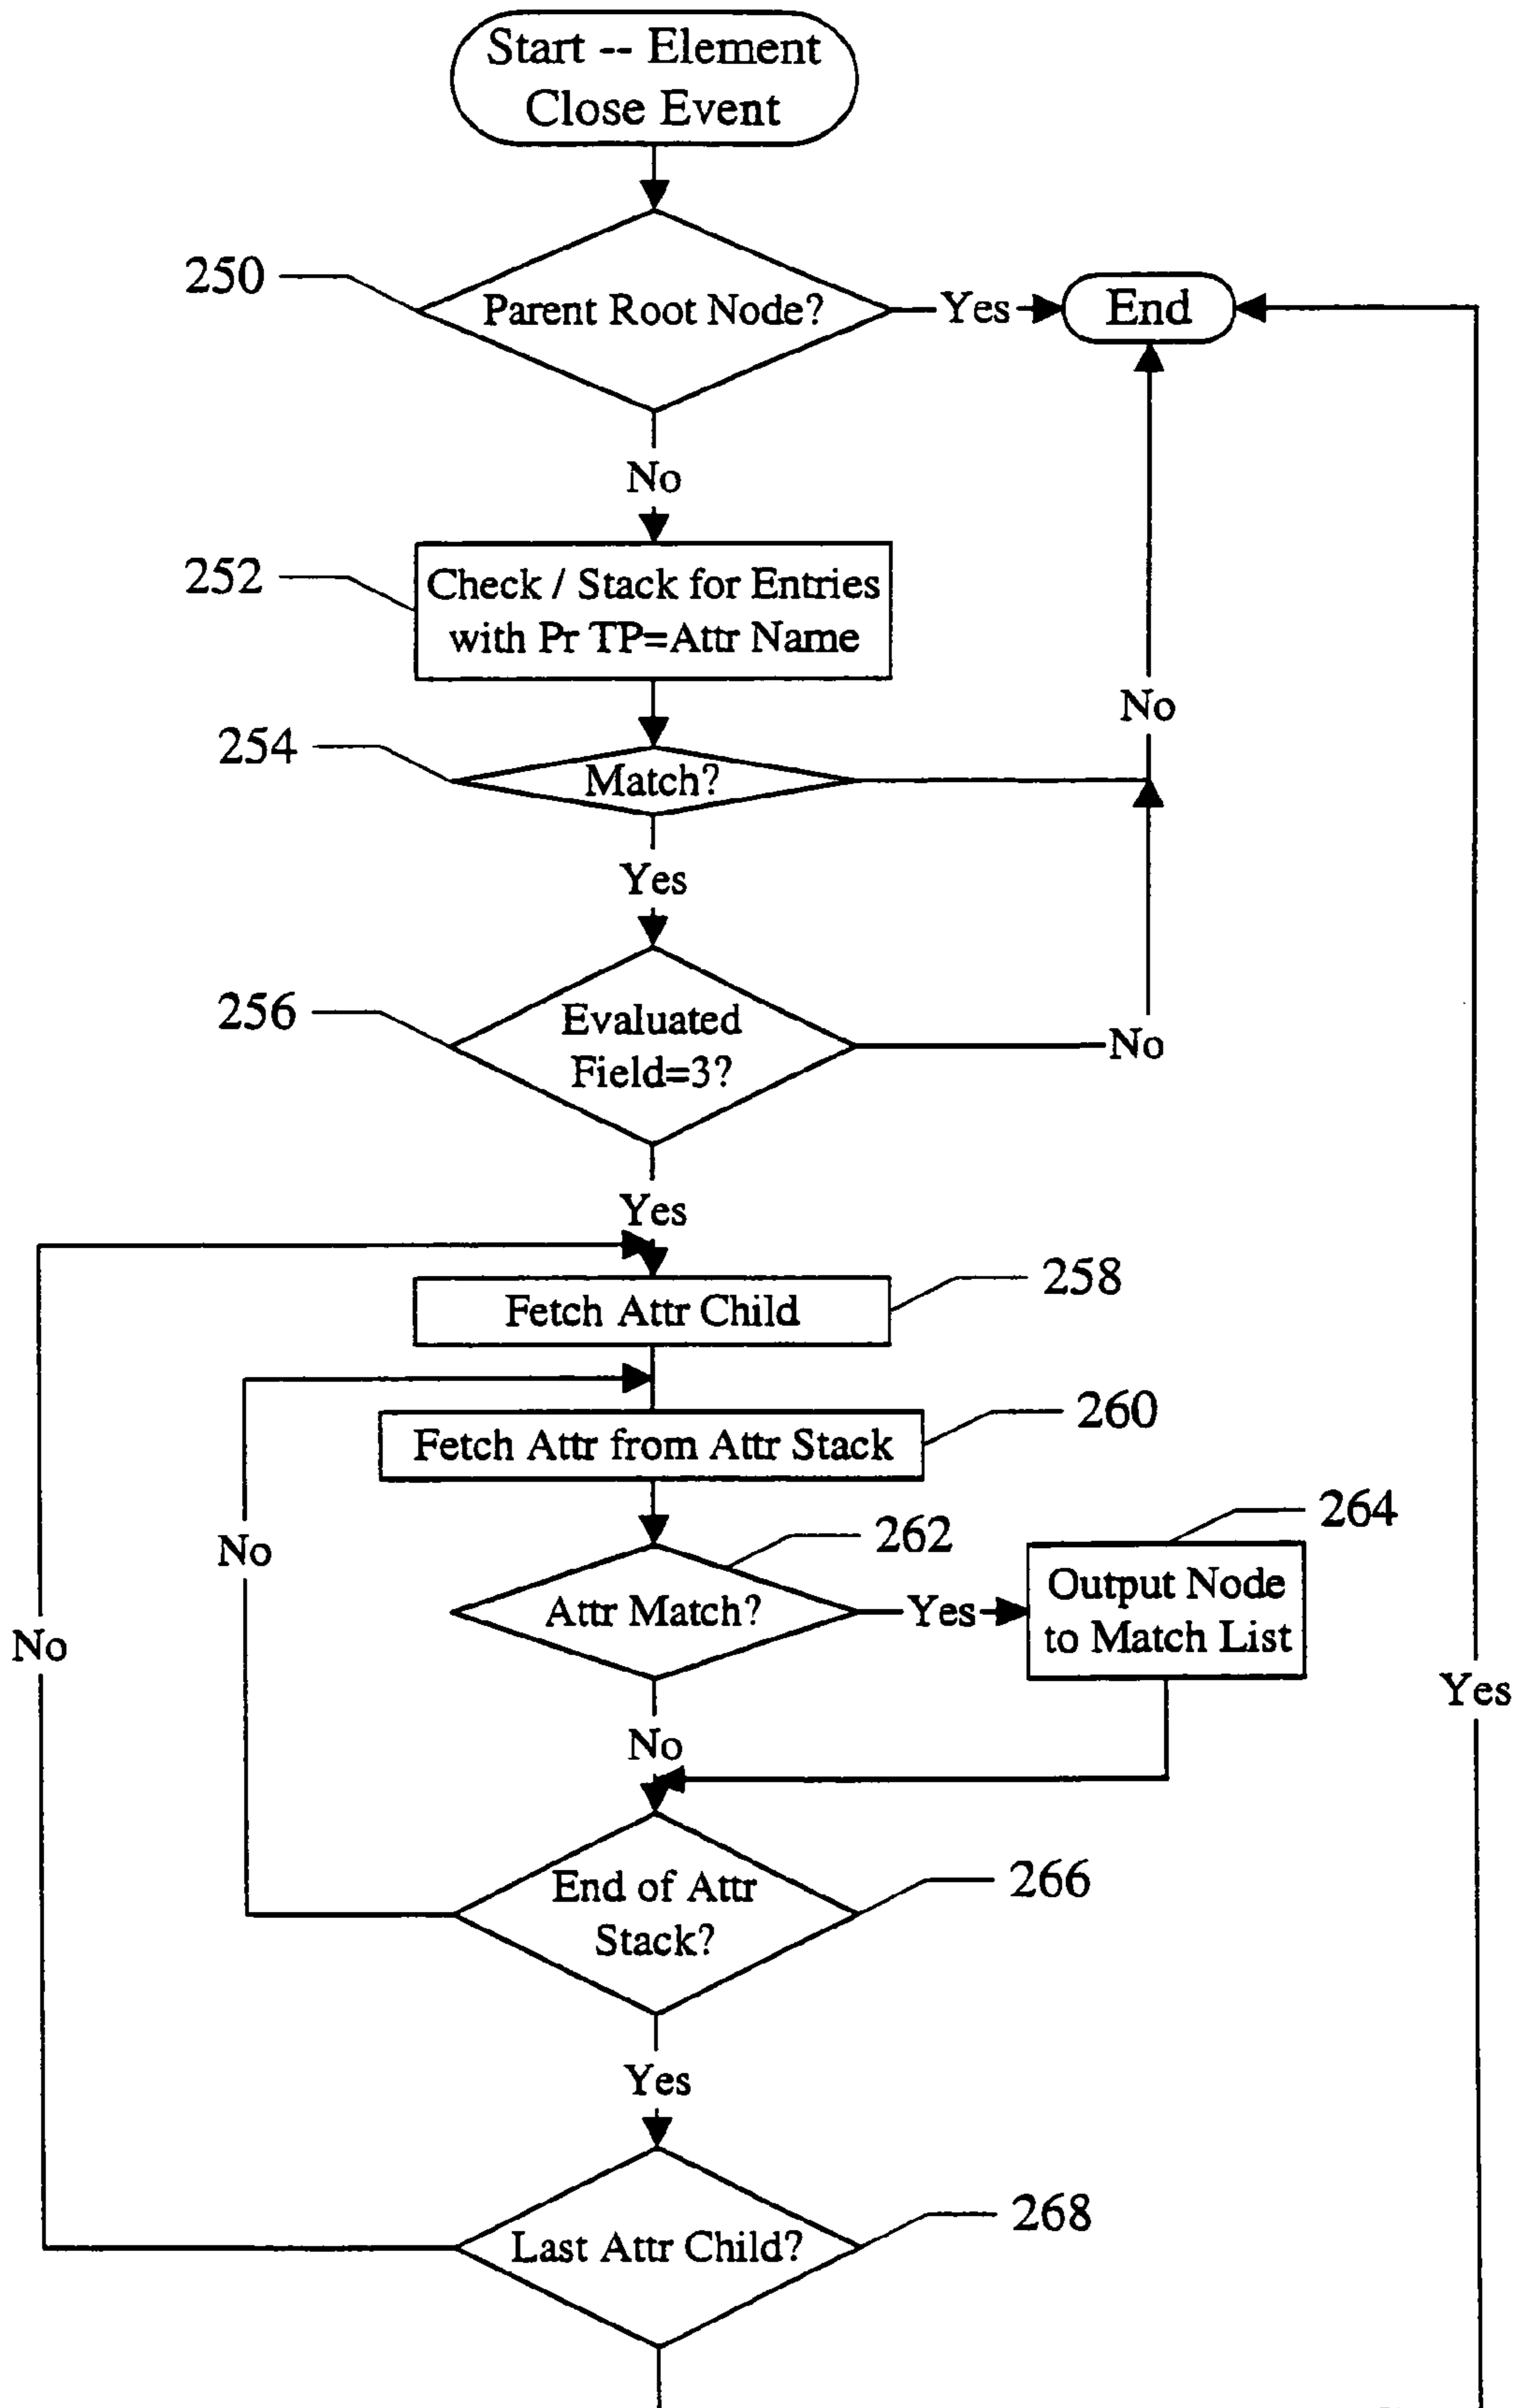 Start -- Element
Close Event
250
Parent Root Node?
Yes
End
No
252
Check / Stack for Entries
with Pr TP=Attr Name
No
254
Match?
Yes
256
Evaluated
Field=3?
No
Yes
258
Fetch Attr Child
260
Fetch Attr from Attr Stack
264
262
No
Output Node
to Match List
Attr Match?
Yes
No
Yes
No
266
End of Attr
Stack?
Yes
268
Last Attr Child?